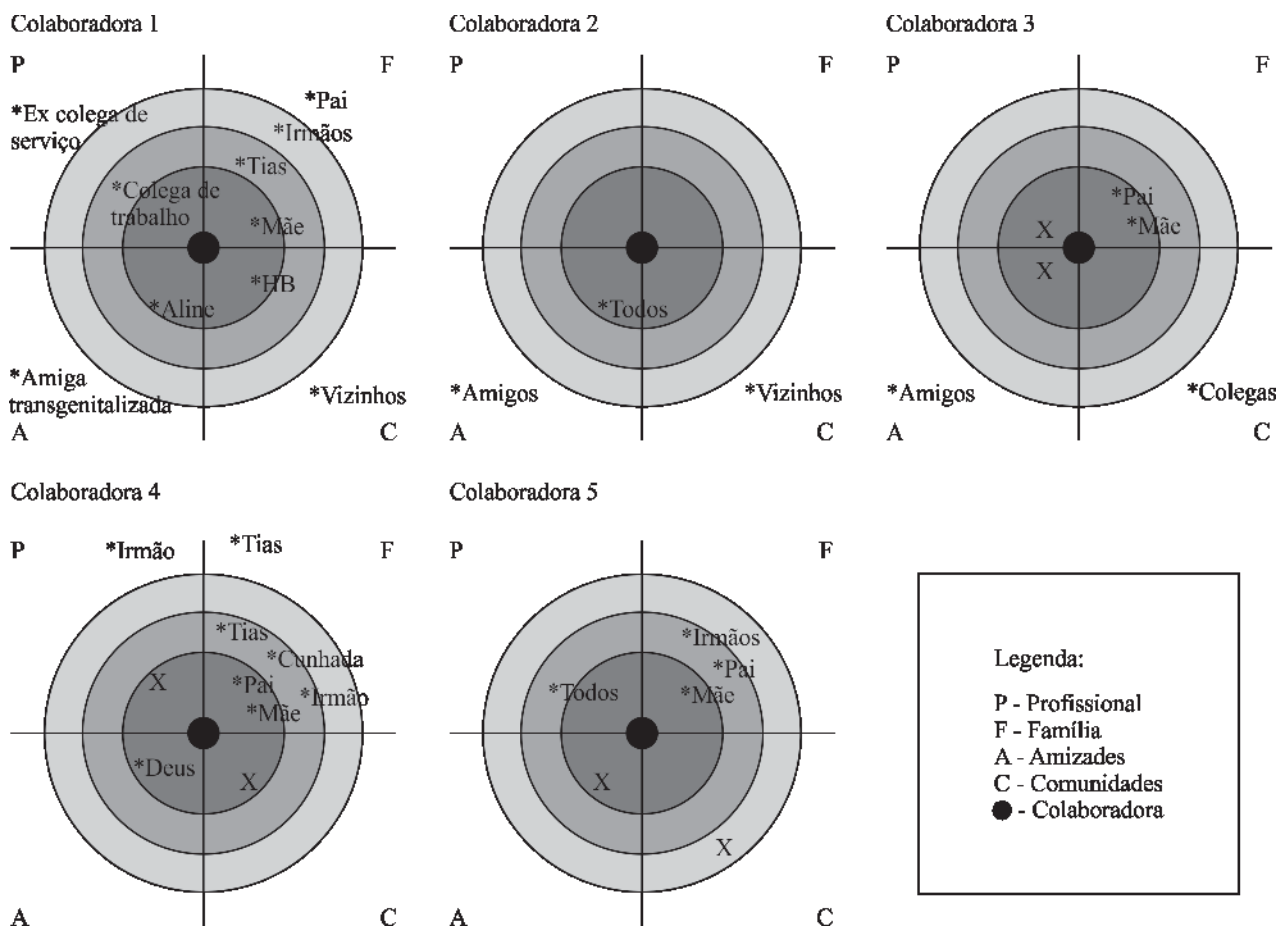 Colaboradora 1
P
F
*Ex colega de
serviço
*Pai
*Irmãos
*Tias
*Colega de
trabalho
*Mãe
*HB
*Aline
*Amiga
transgenitalizada
*Vizinhos
A
C
Colaboradora 2
P
F
*Todos
*Amigos
*Vizinhos
A
C
Colaboradora 3
P
F
*Pai
*Mãe
X
X
*Amigos
*Colegas
A
C
Colaboradora 4
P
*Irmão
*Tias
F
*Tias
*Cunhada
X
*Pai
*Irmão
*Mãe
*Deus
X
A
C
Colaboradora 5
P
F
*Irmãos
*Pai
*Todos
*Mãe
X
X
A
C
Legenda:
P - Profissional
F - Família
A - Amizades
C - Comunidades
- Colaboradora